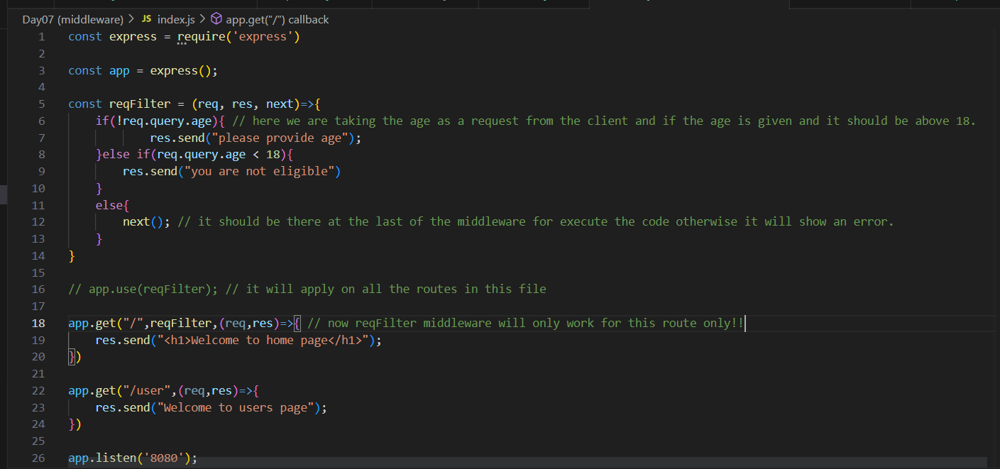 Day07 (middleware) > JS index.js > app.get("/") callback
1 const express = require('express')
2
3 const app = express();
4
5 const reqFilter = (req, res, next)=>{
6 if(!req.query.age){ // here we are taking the age as a request from the client and if the age is given and it should be above 18.
7 res.send("please provide age");
8 }else if(req.query.age < 18){
9 res.send("you are not eligible")
10 }
11 else{
12 next(); // it should be there at the last of the middleware for execute the code otherwise it will show an error.
13 }
14 }
15
16 // app.use(reqFilter); // it will apply on all the routes in this file
17
18 app.get("/",reqFilter,(req,res)=>{ // now reqFilter middleware will only work for this route only!!
19 res.send("<h1>Welcome to home page</h1>");
20 })
21
22 app.get("/user",(req,res)=>{
23 res.send("Welcome to users page");
24 })
25
26 app.listen('8080');